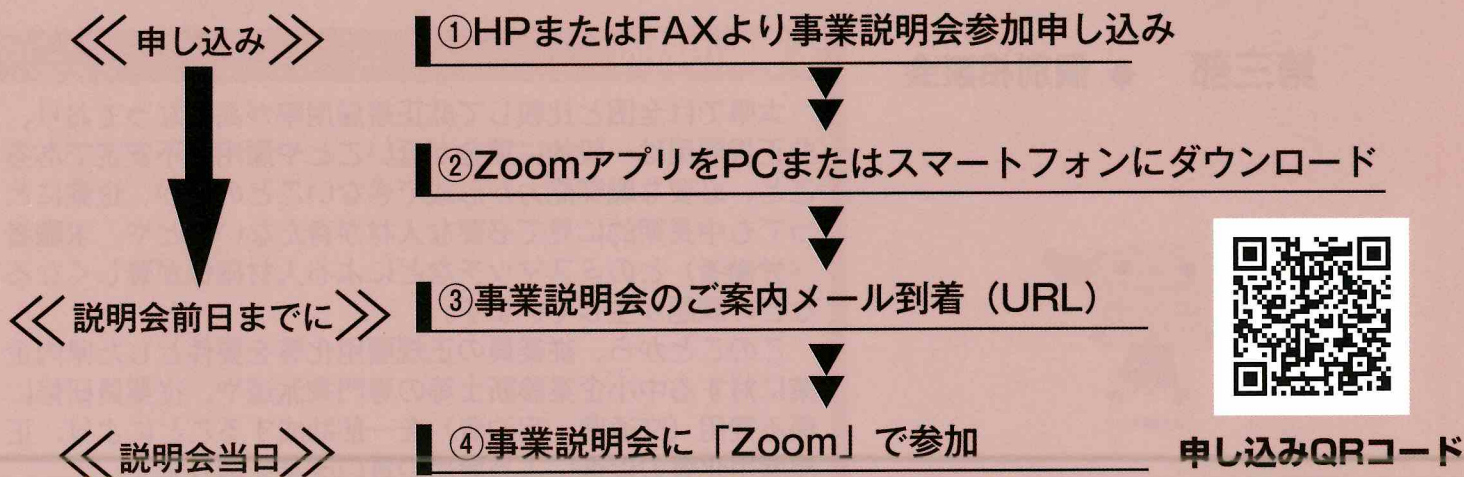 ≪申し込み≫
①HPまたはFAXより事業説明会参加申し込み
②ZoomアプリをPCまたはスマートフォンにダウンロード
≪説明会前日までに≫
③事業説明会のご案内メール到着（URL）
≪説明会当日≫
④事業説明会に「Zoom」で参加
申し込みQRコード